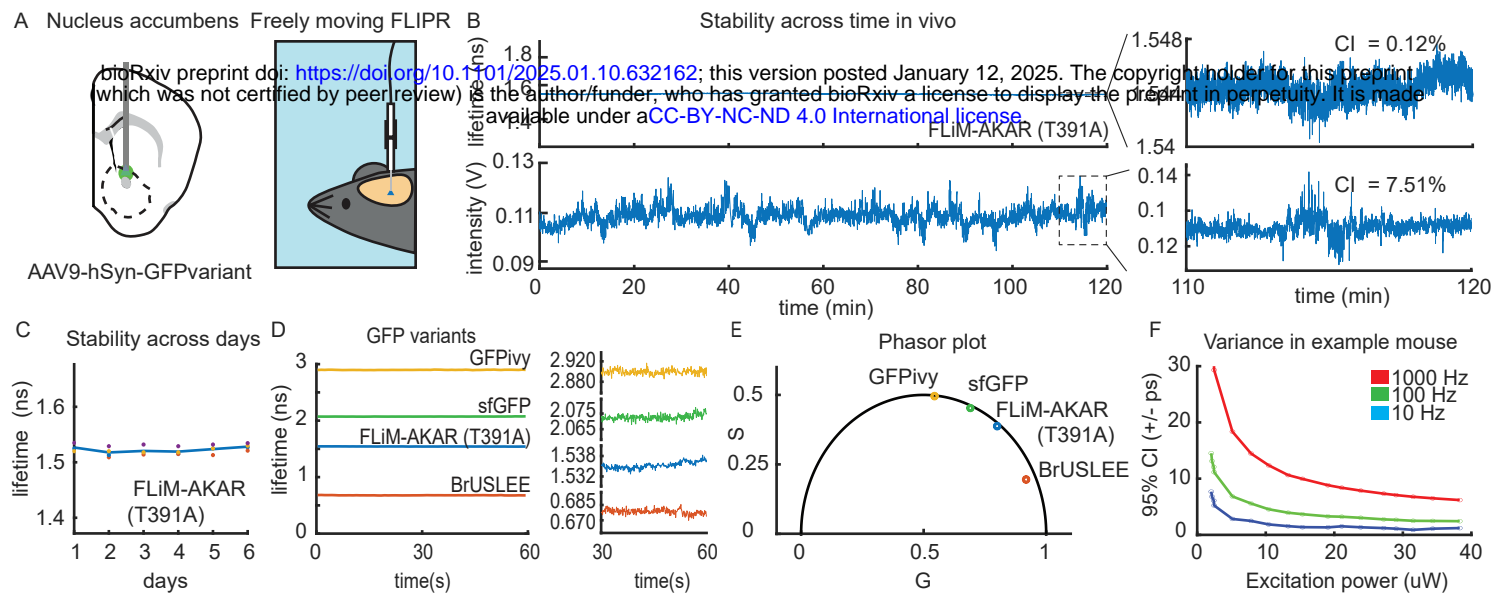 A Nucleus accumbens Freely moving FLIPR
AAV9-hSyn-GFPvariant
bioRxiv preprint doi: https://doi.org/10.1101/2025.01.10.632162; this version posted January 12, 2025. The copyright holder for this preprint
(which was not certified by peer review) is the author/funder, who has granted bioRxiv a license to display the preprint in perpetuity. It is made
available under aCC-BY-NC-ND 4.0 International license.
B Stability across time in vivo
lifetime (ns)
1.8
1.6
1.4
FLiM-AKAR (T391A)
1.548
1.544
1.54
CI = 0.12%
intensity (V)
0.13
0.11
0.09
0 20 40 60 80 100 120
time (min)
0.14
0.1
0.12
CI = 7.51%
110 120
time (min)
C Stability across days
lifetime (ns)
1.6
1.5
1.4
FLiM-AKAR
(T391A)
1 2 3 4 5 6
days
D GFP variants
lifetime (ns)
3
2
1
0
GFPivy
sfGFP
FLiM-AKAR (T391A)
BrUSLEE
0 30 60
time(s)
2.920
2.880
2.075
2.065
1.538
1.532
0.685
0.670
30 60
time(s)
E Phasor plot
S
0.5
0.25
0
GFPivy
sfGFP
FLiM-AKAR
(T391A)
BrUSLEE
0 0.5 1
G
F Variance in example mouse
95% CI (+/- ps)
30
20
10
0
1000 Hz
100 Hz
10 Hz
0 10 20 30 40
Excitation power (uW)